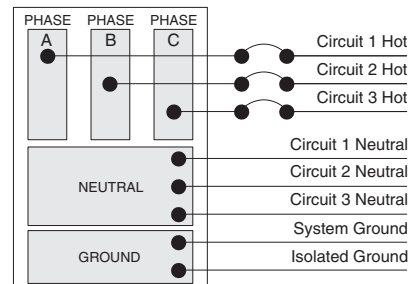 PHASE PHASE PHASE
A B C
Circuit 1 Hot
Circuit 2 Hot
Circuit 3 Hot
Circuit 1 Neutral
NEUTRAL
Circuit 2 Neutral
Circuit 3 Neutral
System Ground
GROUND
Isolated Ground